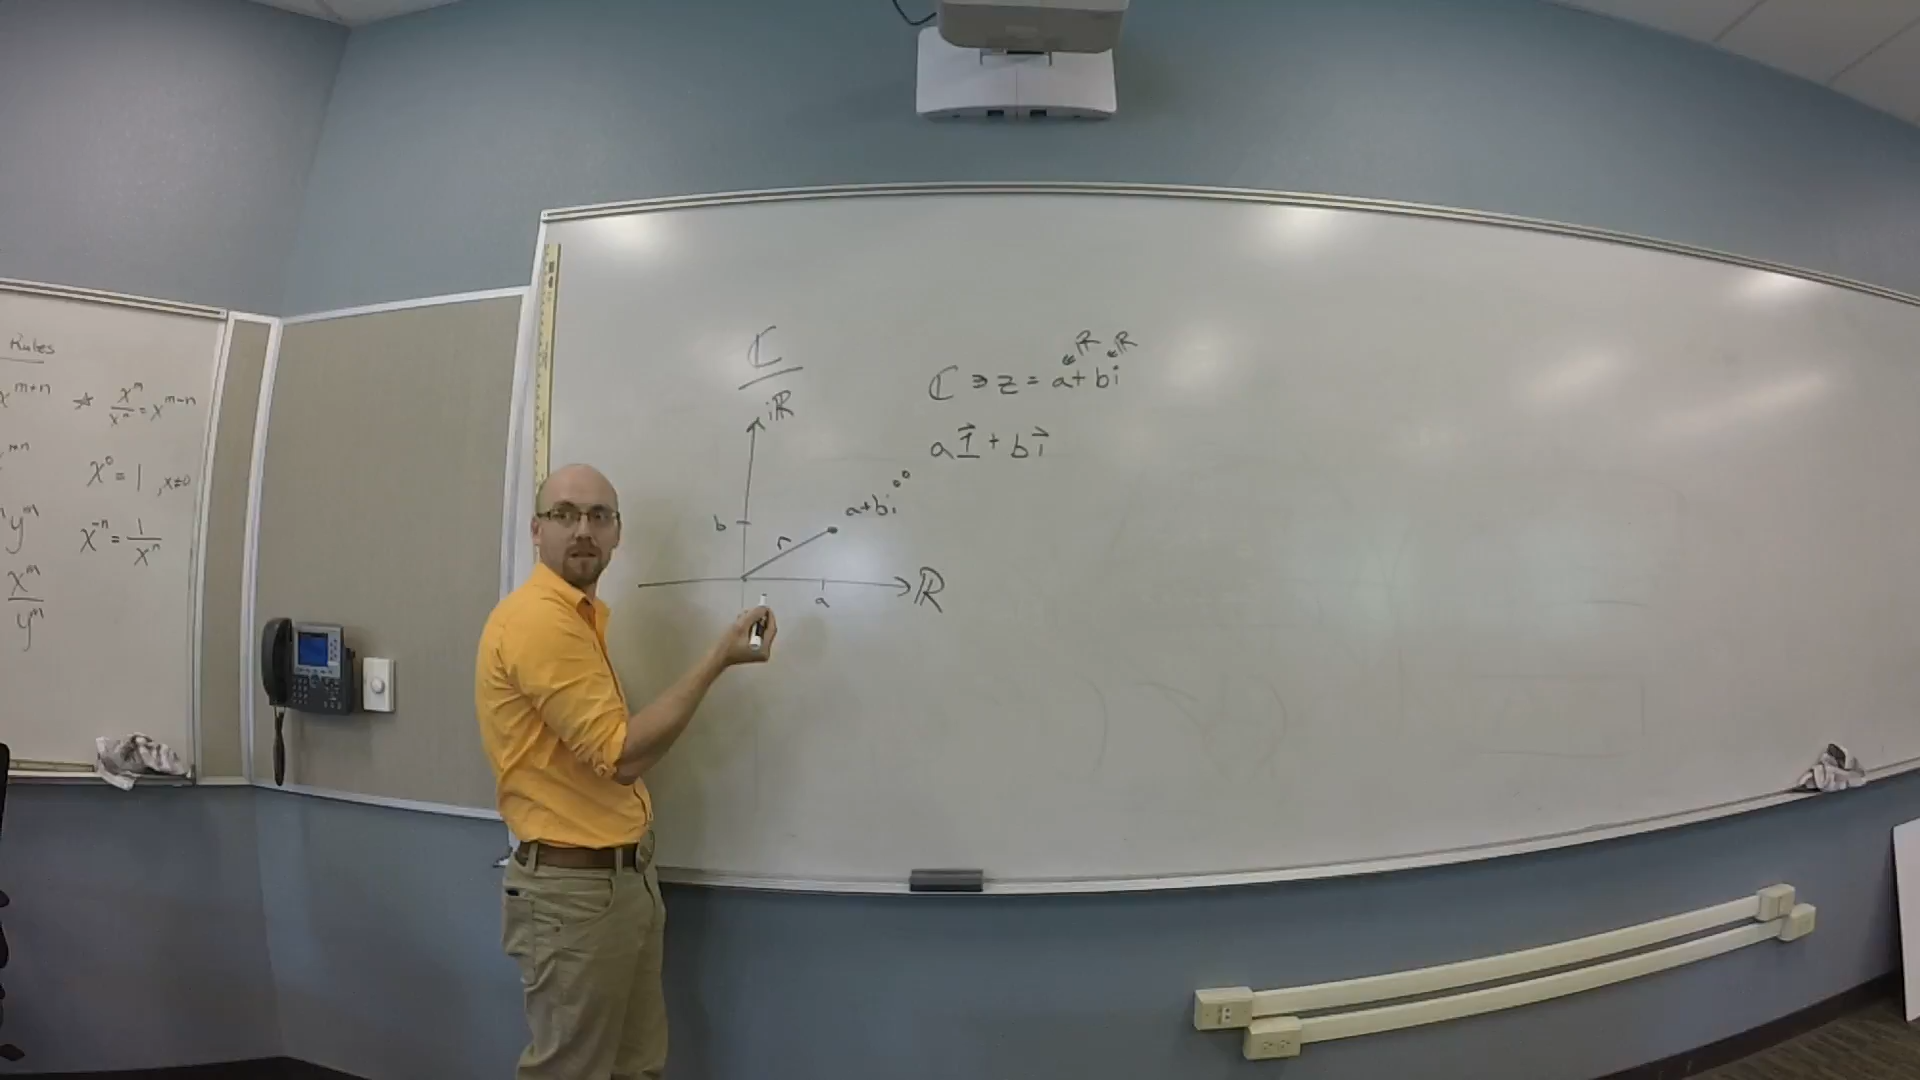 Rules
x^{m+n} ☆ x^m/x^n = x^{m-n}
x^0 = 1, x≠0
y^m x^{-n} = 1/x^n
x^m/y^m
ℂ
iℝ
b
r
a+bi
a
ℝ
ℝ ℝ
ℂ ∋ z = a+bi
a1⃗ + bi⃗